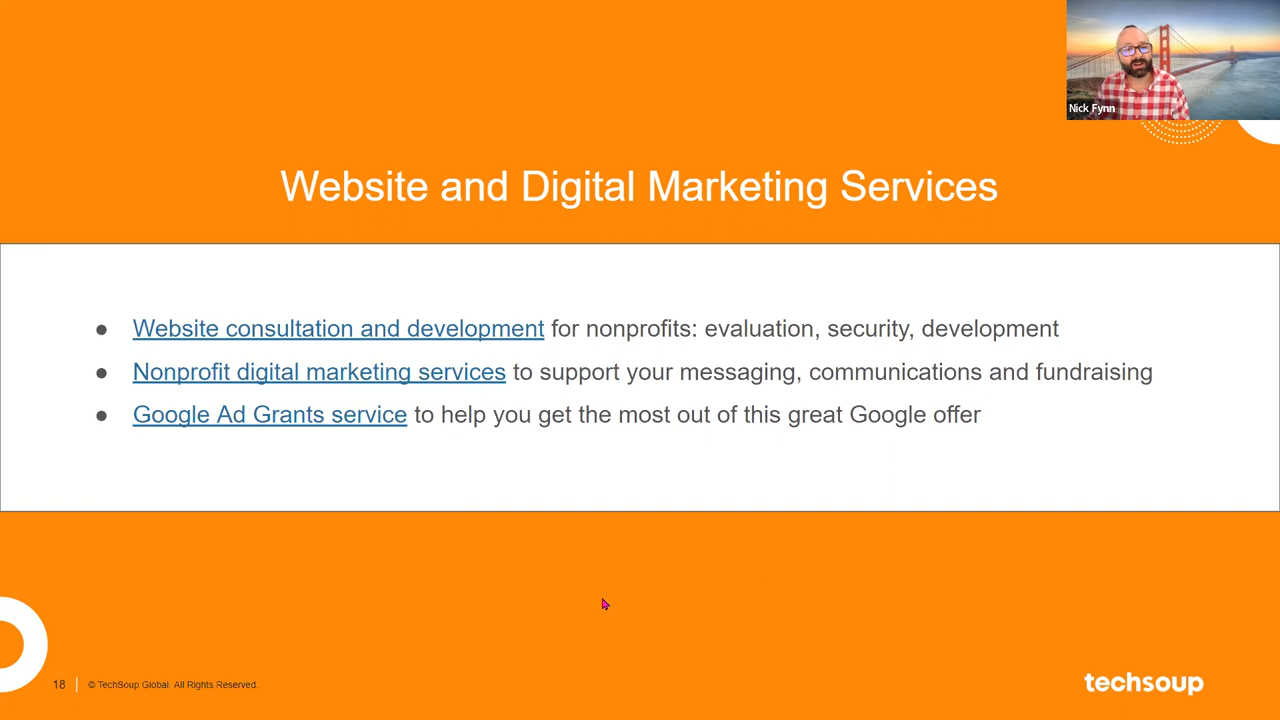 Nick Fynn
Website and Digital Marketing Services
● Website consultation and development for nonprofits: evaluation, security, development
● Nonprofit digital marketing services to support your messaging, communications and fundraising
● Google Ad Grants service to help you get the most out of this great Google offer
18 | © TechSoup Global. All Rights Reserved.
techsoup